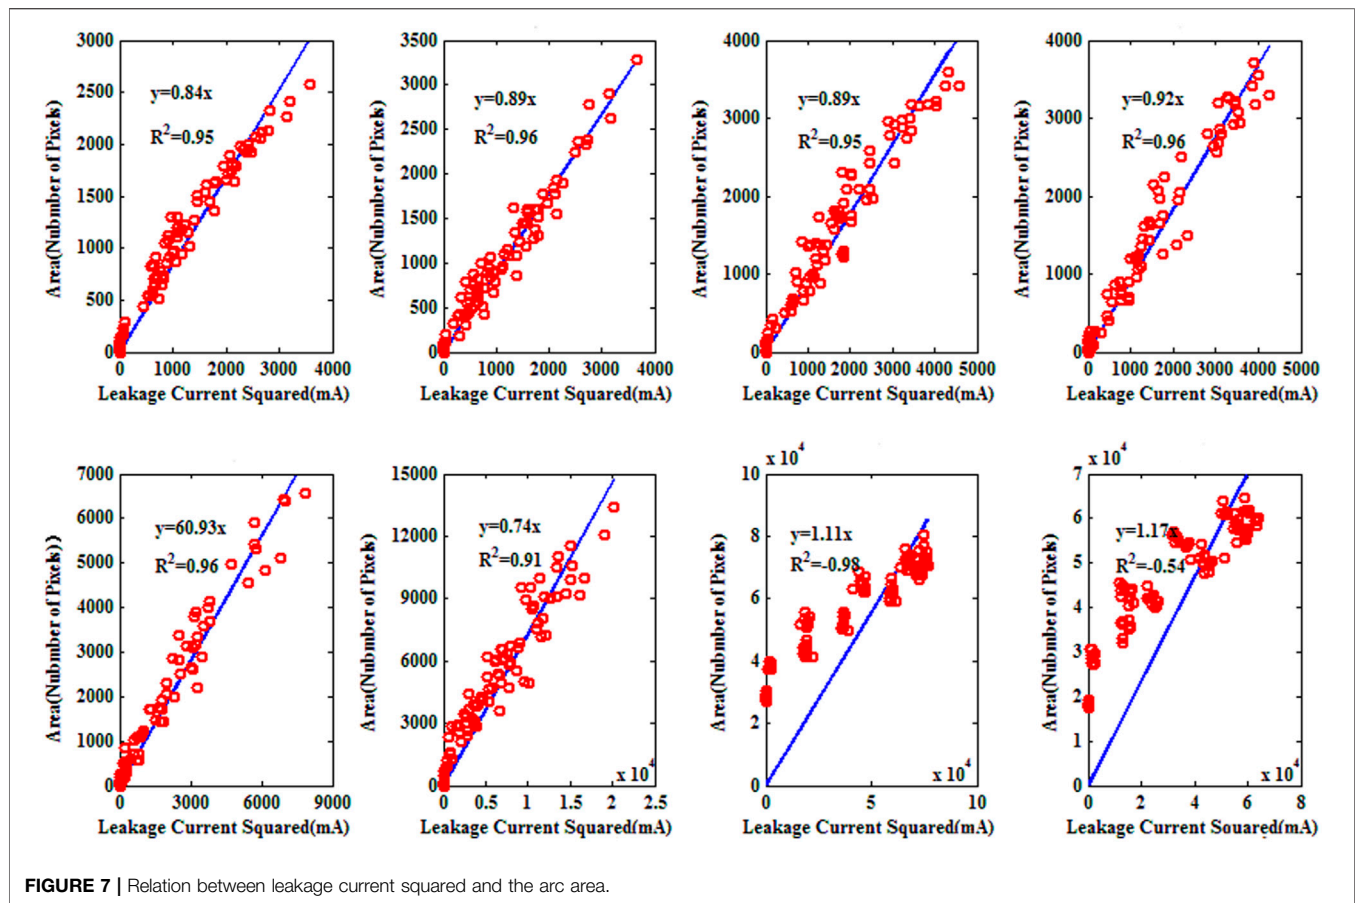 3000
2500
2000
1500
1000
500
0
Area(Nubmber of Pixels)
y=0.84x
R²=0.95
0 1000 2000 3000 4000
Leakage Current Squared(mA)
3500
3000
2500
2000
1500
1000
500
0
Area(Nubmber of Pixels)
y=0.89x
R²=0.96
0 1000 2000 3000 4000
Leakage Current Squared(mA)
4000
3000
2000
1000
0
Area(Nubmber of Pixels)
y=0.89x
R²=0.95
0 1000 2000 3000 4000 5000
Leakage Current Squared(mA)
4000
3000
2000
1000
0
Area(Nubmber of Pixels)
y=0.92x
R²=0.96
0 1000 2000 3000 4000 5000
Leakage Current Squared(mA)
7000
6000
5000
4000
3000
2000
1000
0
Area(Nubmber of Pixels))
y=60.93x
R²=0.96
0 3000 6000 9000
Leakage Current Squared(mA)
15000
12000
9000
6000
3000
0
Area(Nubmber of Pixels)
y=0.74x
R²=0.91
x 10⁴
0 0.5 1 1.5 2 2.5
Leakage Current Squared(mA)
x 10⁴
10
8
6
4
2
0
Area(Nubmber of Pixels)
y=1.11x
R²=-0.98
x 10⁴
0 5 10
Leakage Current Squared(mA)
x 10⁴
7
6
5
4
3
2
1
0
Area(Nubmber of Pixels)
y=1.17x
R²=-0.54
x 10⁴
0 2 4 6 8
Leakage Current Squared(mA)
FIGURE 7 | Relation between leakage current squared and the arc area.